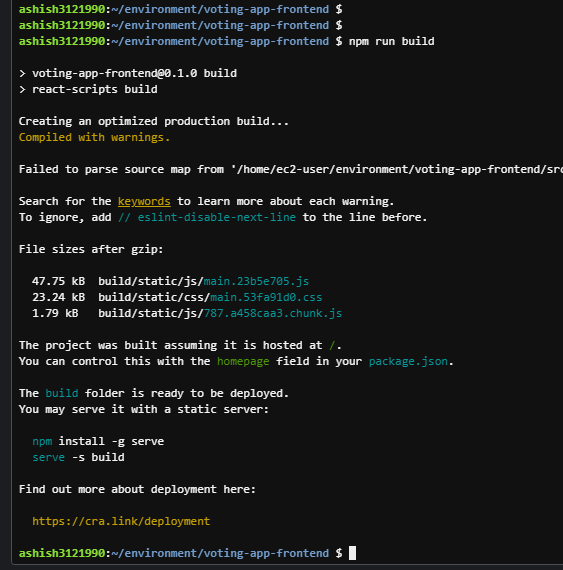 ashish3121990:~/environment/voting-app-frontend $
ashish3121990:~/environment/voting-app-frontend $
ashish3121990:~/environment/voting-app-frontend $ npm run build
> voting-app-frontend@0.1.0 build
> react-scripts build
Creating an optimized production build...
Compiled with warnings.
Failed to parse source map from '/home/ec2-user/environment/voting-app-frontend/src
Search for the keywords to learn more about each warning.
To ignore, add // eslint-disable-next-line to the line before.
File sizes after gzip:
47.75 kB  build/static/js/main.23b5e705.js
23.24 kB  build/static/css/main.53fa91d0.css
1.79 kB  build/static/js/787.a458caa3.chunk.js
The project was built assuming it is hosted at /.
You can control this with the homepage field in your package.json.
The build folder is ready to be deployed.
You may serve it with a static server:
npm install -g serve
serve -s build
Find out more about deployment here:
https://cra.link/deployment
ashish3121990:~/environment/voting-app-frontend $